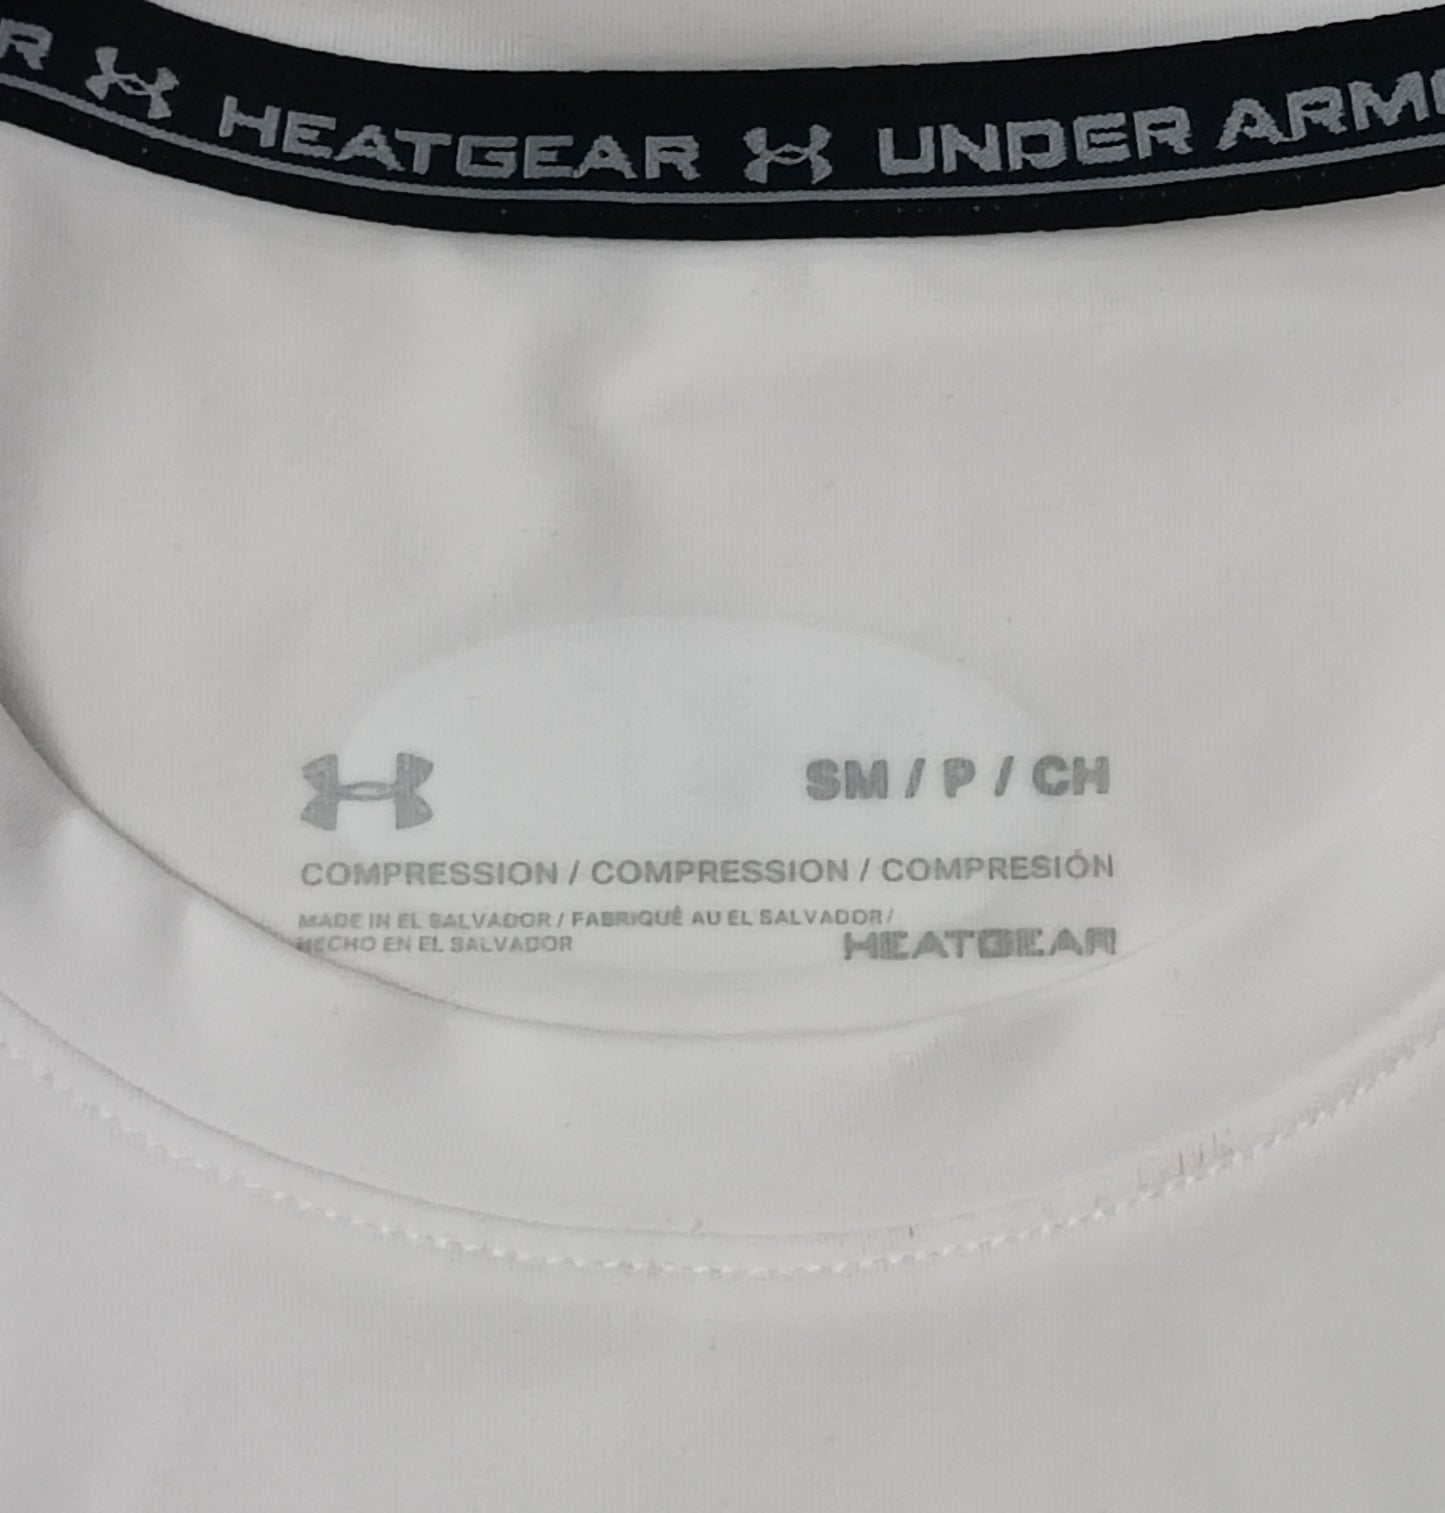 R HEATGEAR UNDER ARMO
SM / P / CH
COMPRESSION / COMPRESSION / COMPRESIÓN
MADE IN EL SALVADOR / FABRIQUÉ AU EL SALVADOR /
HECHO EN EL SALVADOR
HEATGEAR